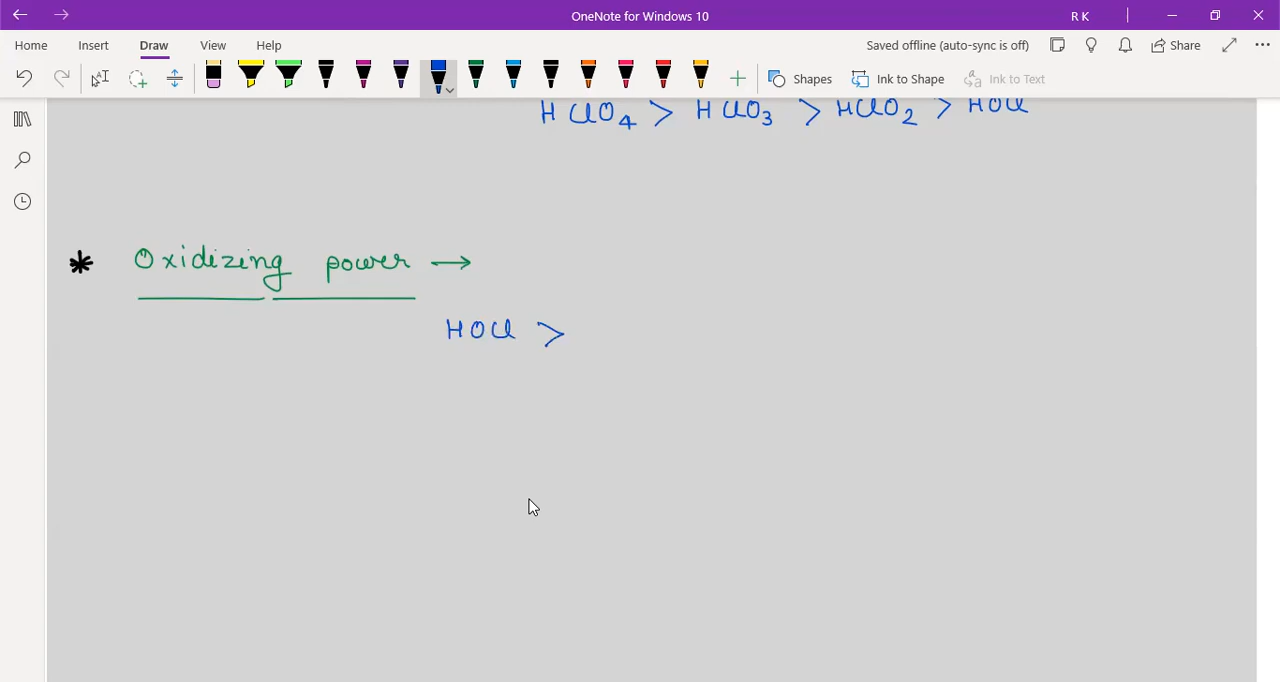 OneNote for Windows 10
R K
Home Insert Draw View Help
Saved offline (auto-sync is off) Share
Shapes Ink to Shape Ink to Text
HClO4 > HClO3 > HClO2 > HOCl
* Oxidizing power →
HOCl >